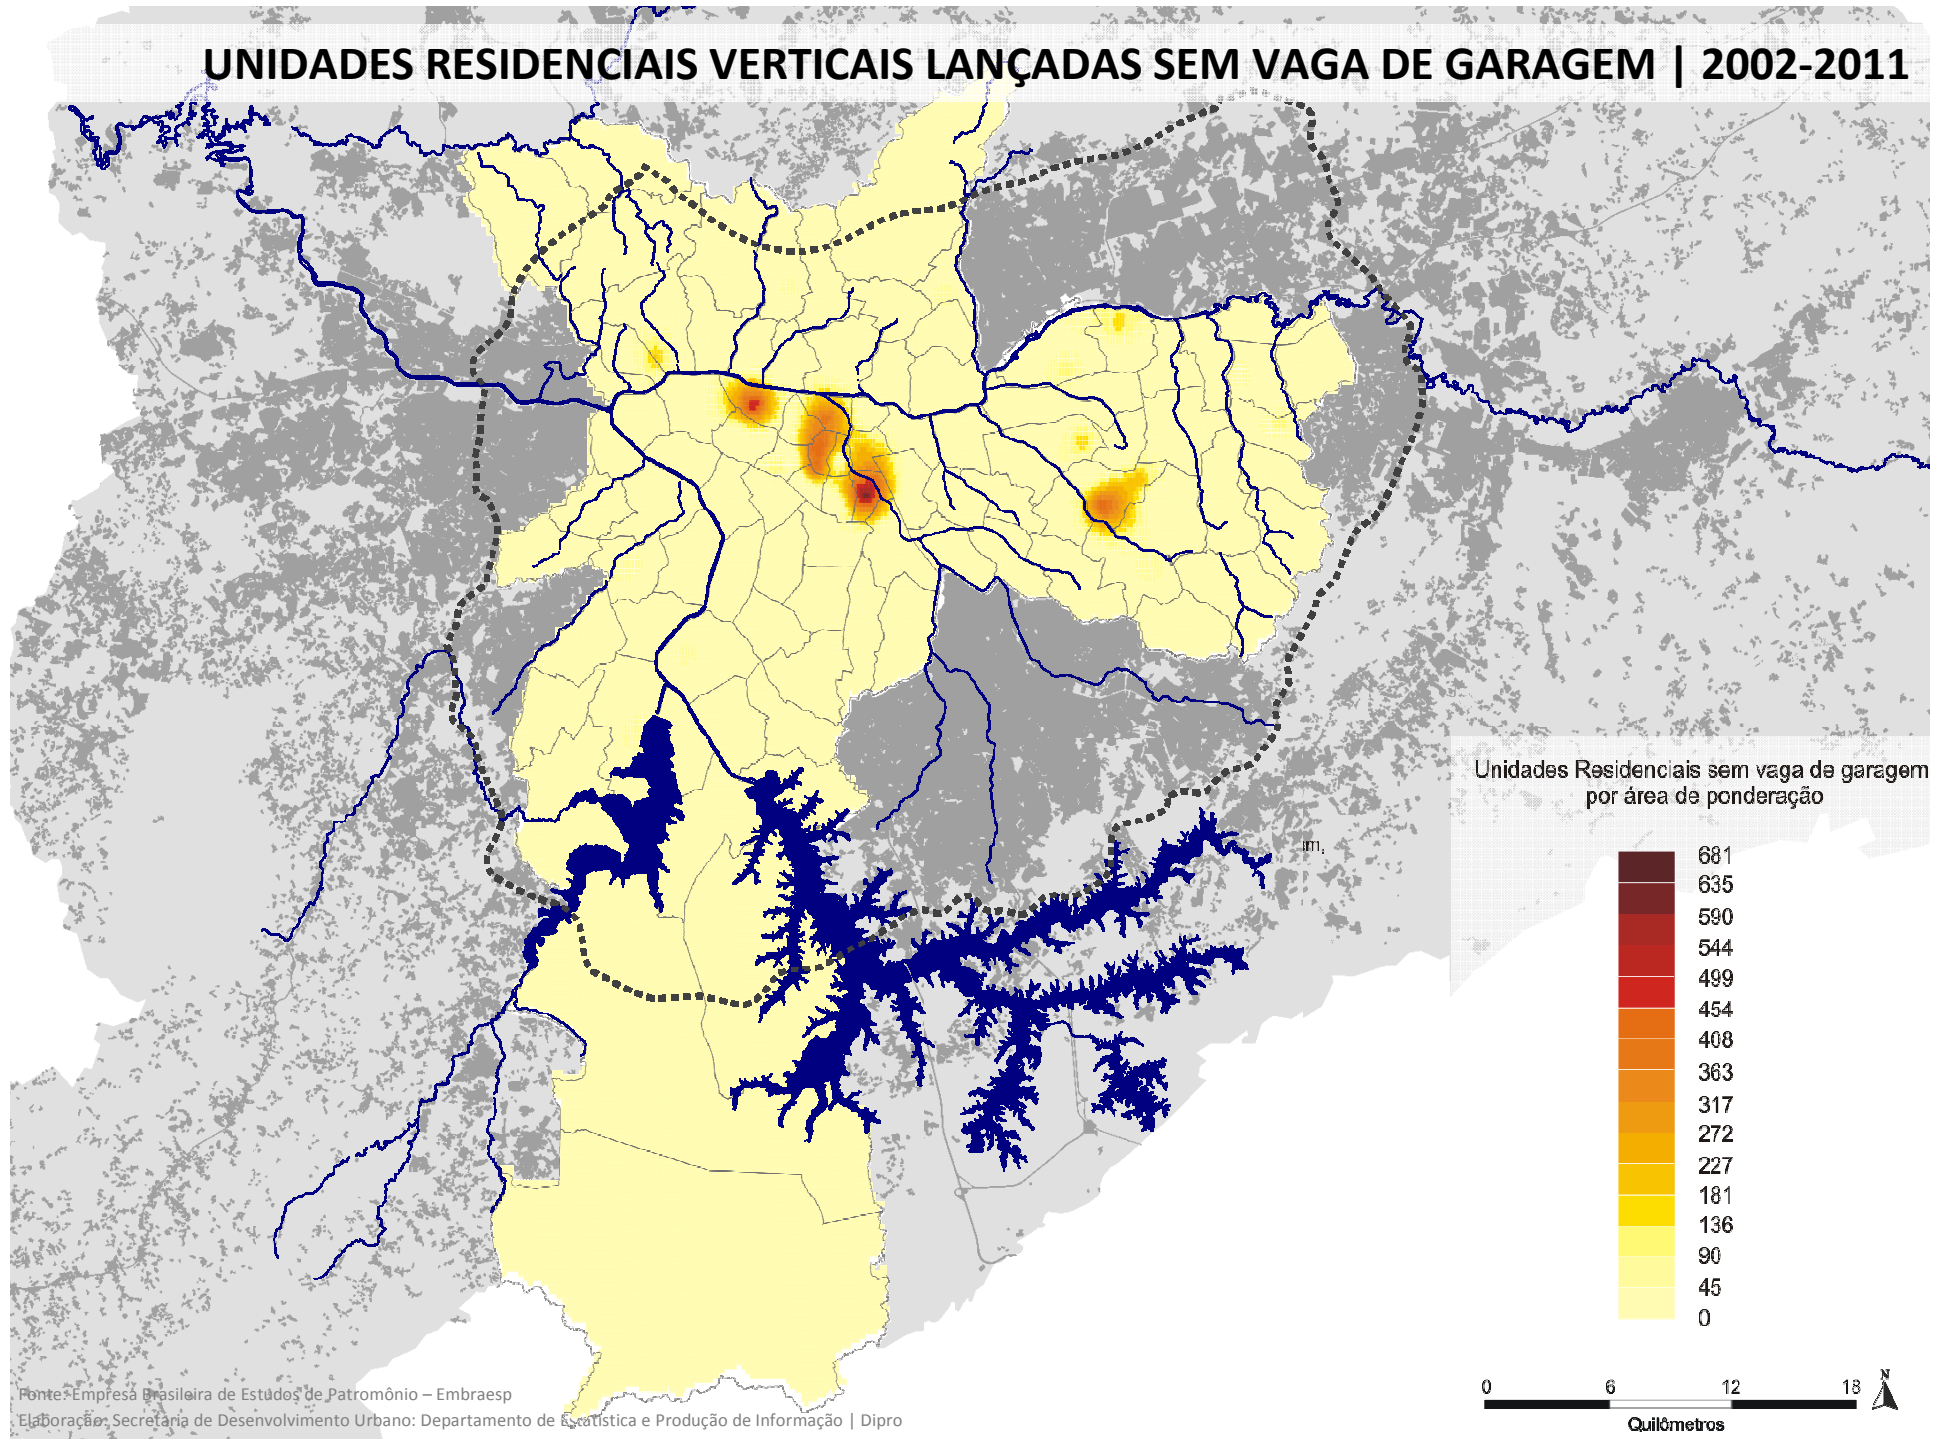 UNIDADES RESIDENCIAIS VERTICAIS LANÇADAS SEM VAGA DE GARAGEM | 2002-2011
Unidades Residenciais sem vaga de garagem
por área de ponderação
im.
681
635
590
544
499
454
408
363
317
272
227
181
136
90
45
0
0 6 12 18
N
Quilômetros
Fonte: Empresa Brasileira de Estudos de Patromônio – Embraesp
Elaboração: Secretaria de Desenvolvimento Urbano: Departamento de Estatística e Produção de Informação | Dipro